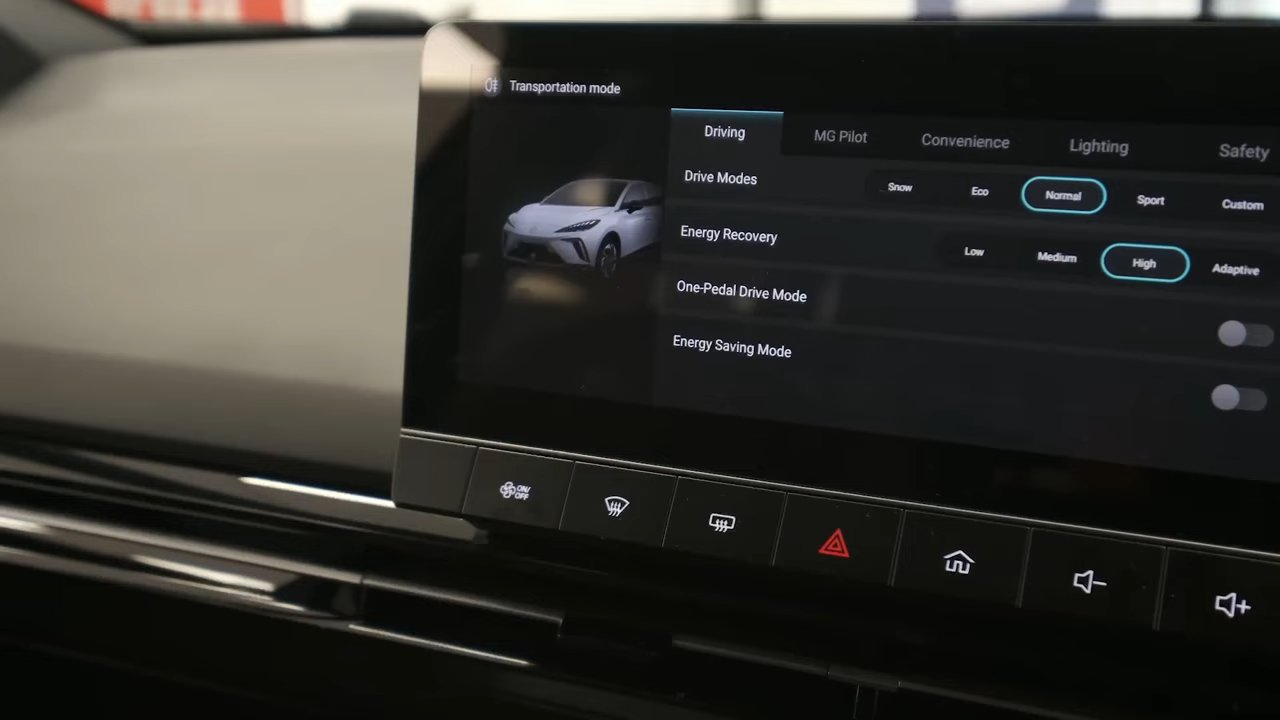 Transportation mode
Driving MG Pilot Convenience Lighting Safety
Drive Modes Snow Eco Normal Sport Custom
Energy Recovery Low Medium High Adaptive
One-Pedal Drive Mode
Energy Saving Mode
ON/
OFF